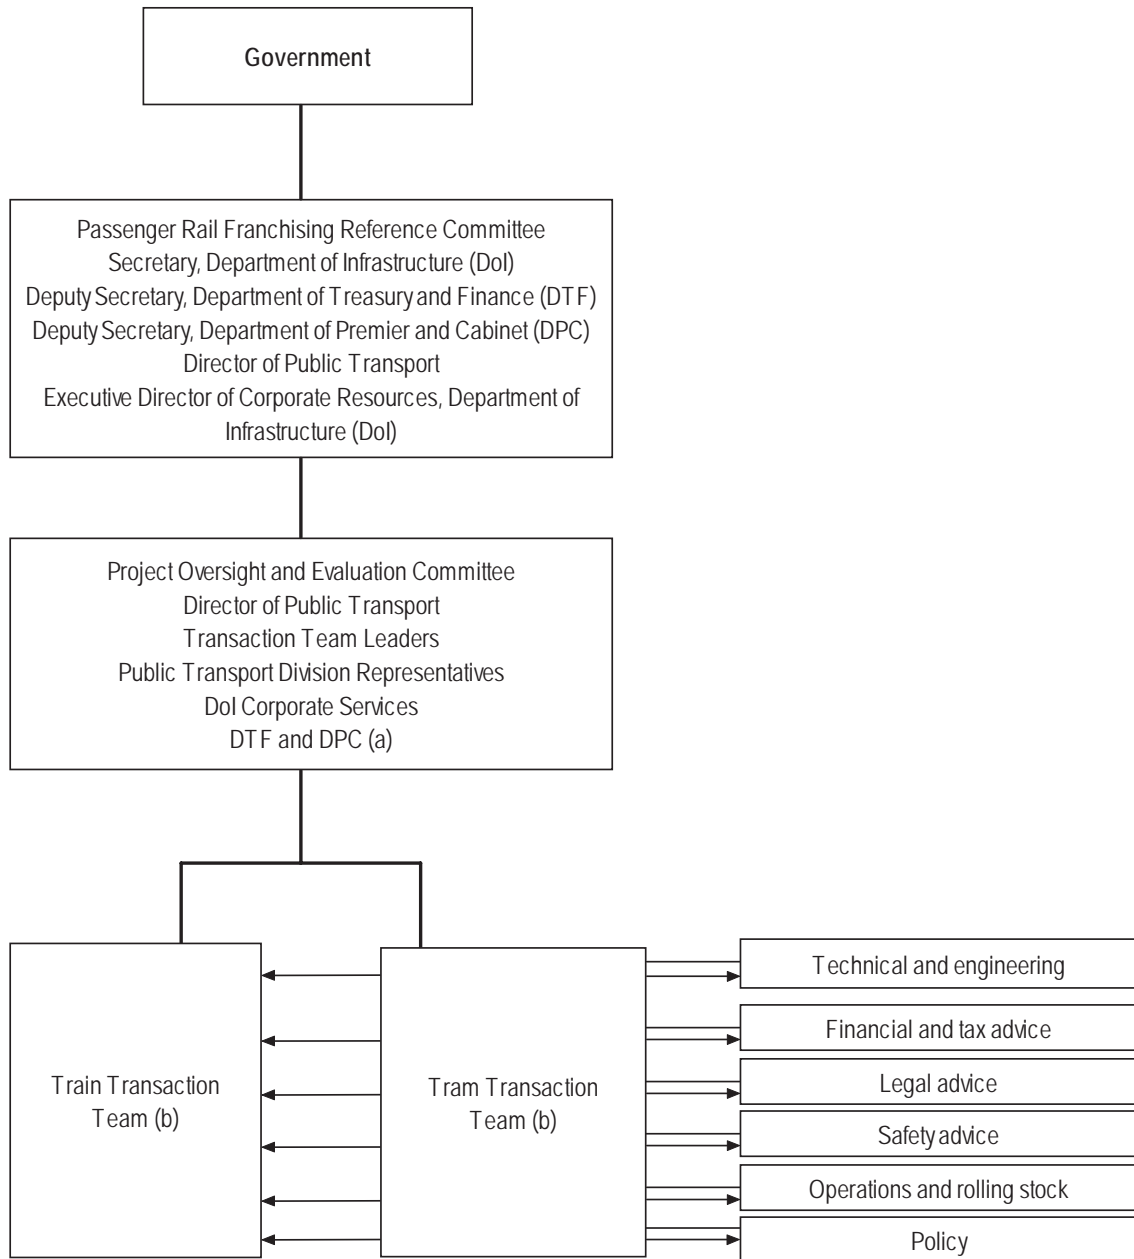 Government
Passenger Rail Franchising Reference Committee
Secretary, Department of Infrastructure (DoI)
Deputy Secretary, Department of Treasury and Finance (DTF)
Deputy Secretary, Department of Premier and Cabinet (DPC)
Director of Public Transport
Executive Director of Corporate Resources, Department of
Infrastructure (DoI)
Project Oversight and Evaluation Committee
Director of Public Transport
Transaction Team Leaders
Public Transport Division Representatives
DoI Corporate Services
DTF and DPC (a)
Train Transaction
Team (b)
Tram Transaction
Team (b)
Technical and engineering
Financial and tax advice
Legal advice
Safety advice
Operations and rolling stock
Policy